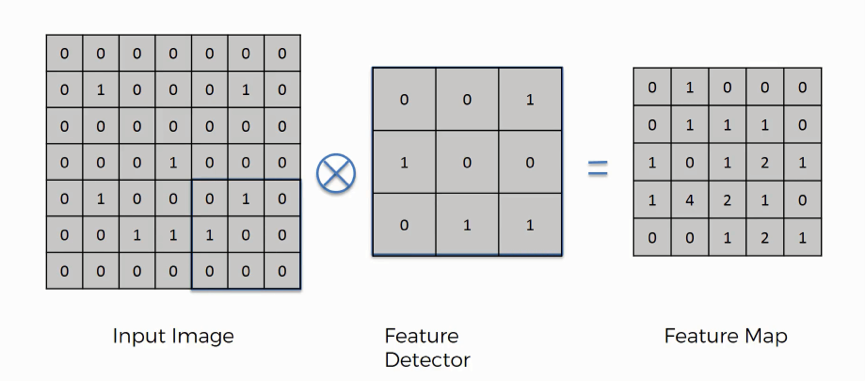 0 0 0 0 0 0 0
0 1 0 0 0 1 0
0 0 0 0 0 0 0
0 0 0 1 0 0 0
0 1 0 0 0 1 0
0 0 1 1 1 0 0
0 0 0 0 0 0 0
Input Image
0 0 1
1 0 0
0 1 1
Feature
Detector
=
0 1 0 0 0
0 1 1 1 0
1 0 1 2 1
1 4 2 1 0
0 0 1 2 1
Feature Map